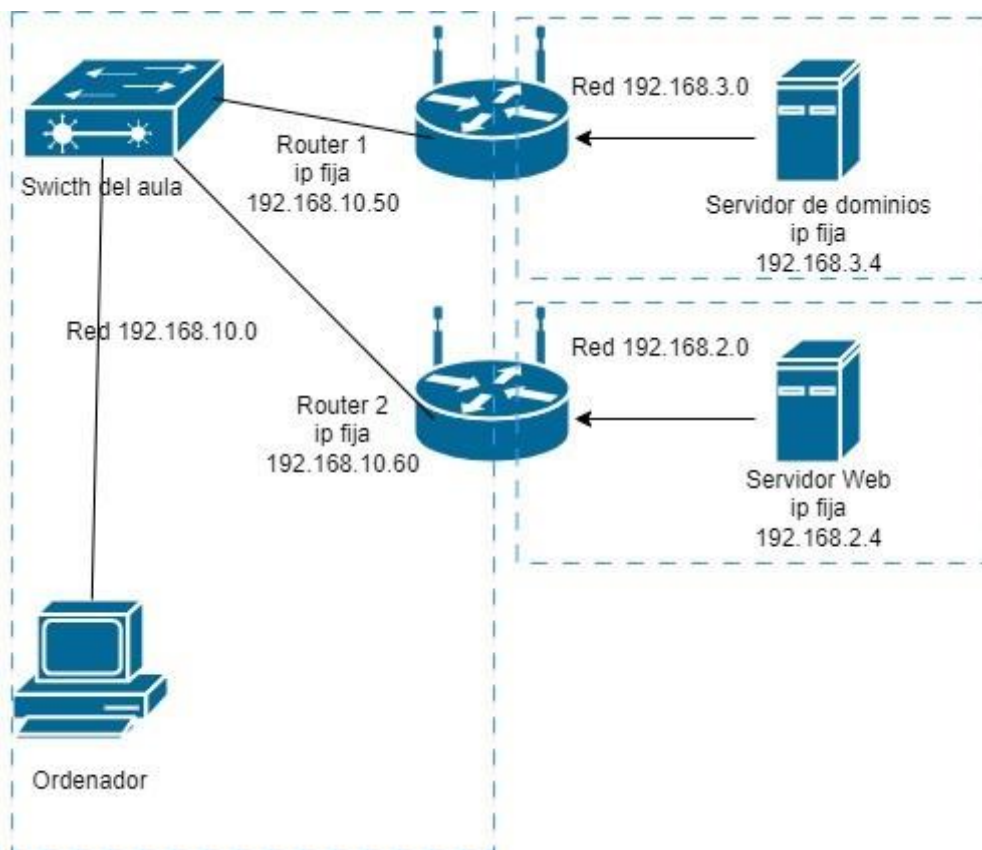 Swicth del aula
Router 1
ip fija
192.168.10.50
Red 192.168.3.0
Servidor de dominios
ip fija
192.168.3.4
Red 192.168.10.0
Router 2
ip fija
192.168.10.60
Red 192.168.2.0
Servidor Web
ip fija
192.168.2.4
Ordenador